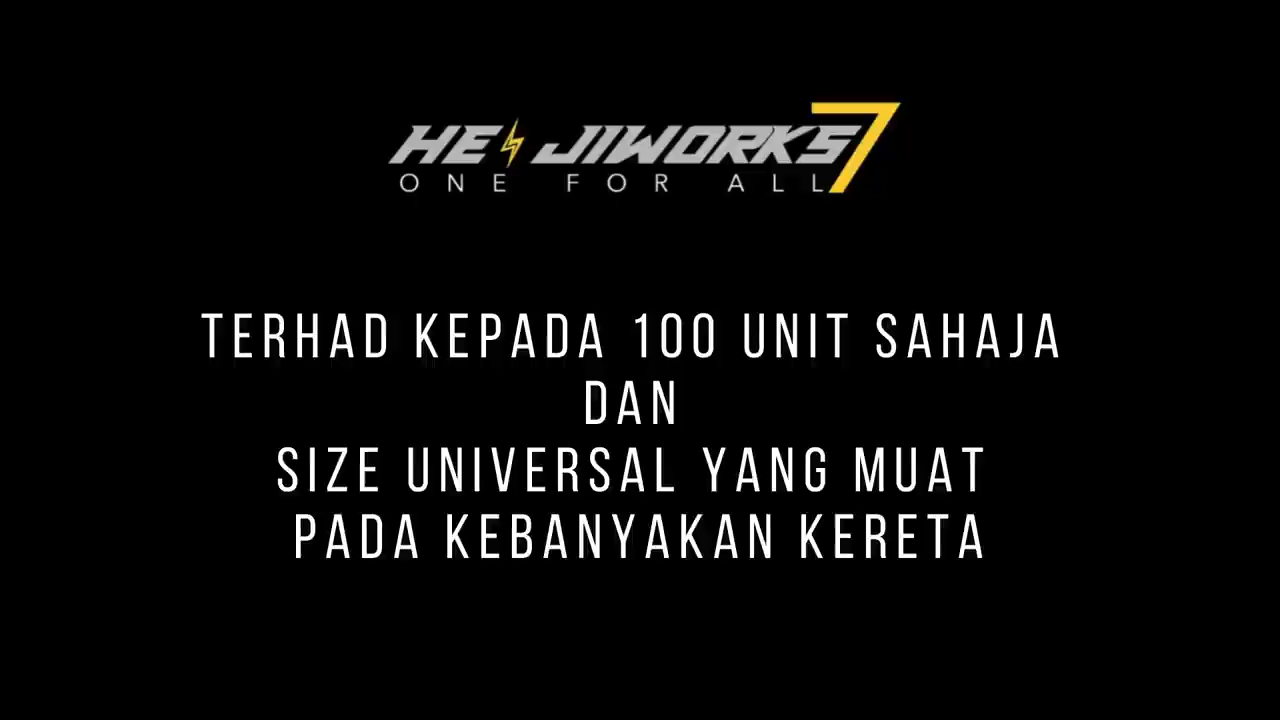 HE JIWORKS7
ONE FOR ALL
TERHAD KEPADA 100 UNIT SAHAJA
DAN
SIZE UNIVERSAL YANG MUAT
PADA KEBANYAKAN KERETA